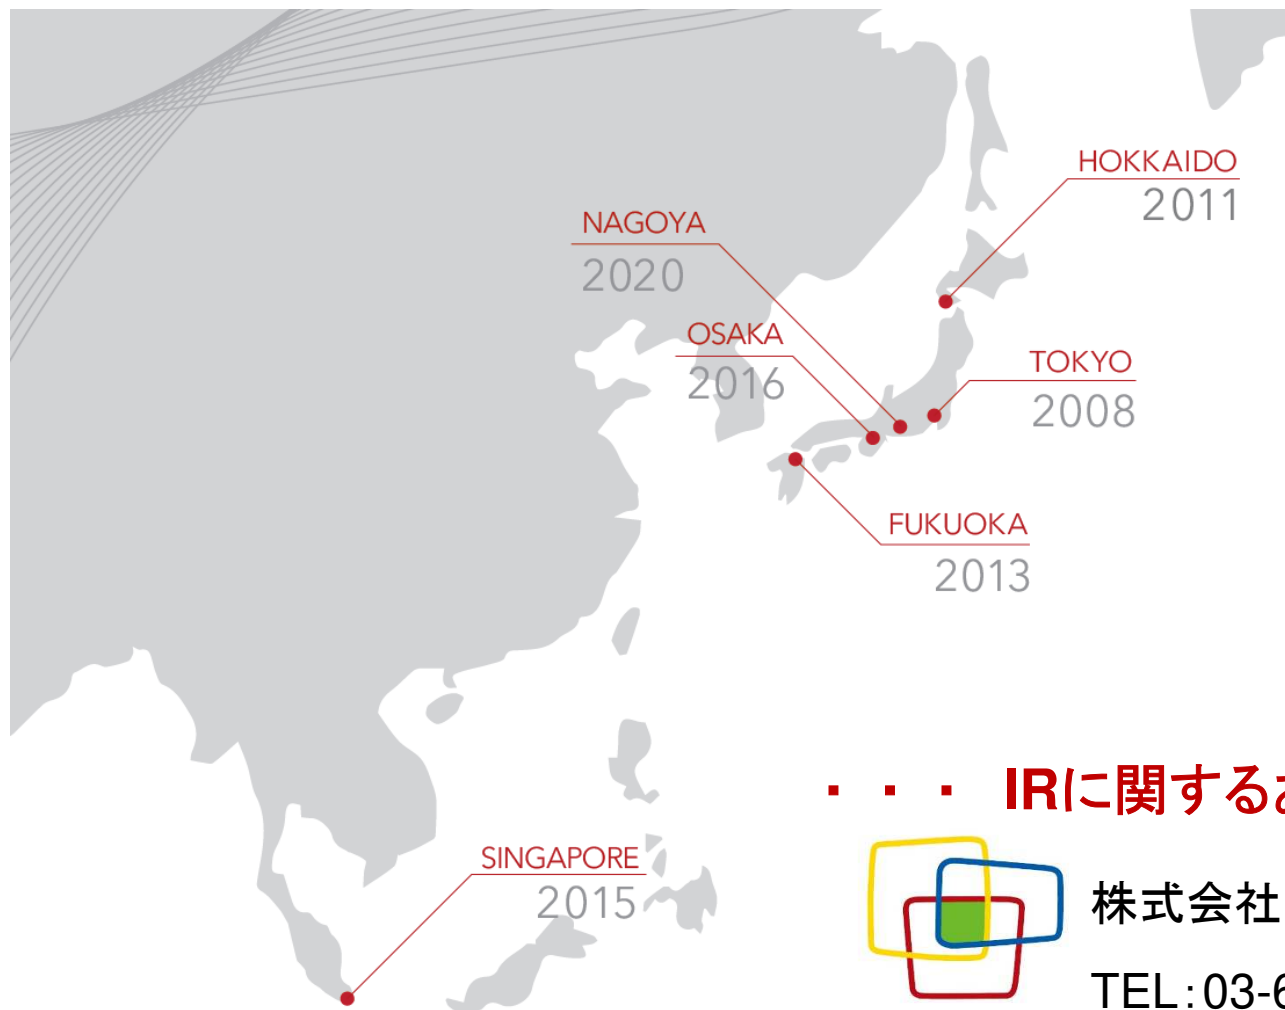 HOKKAIDO
2011
NAGOYA
2020
OSAKA
2016
TOKYO
2008
FUKUOKA
2013
・・・ IRに関する
SINGAPORE
2015
株式会社
TEL：03-6